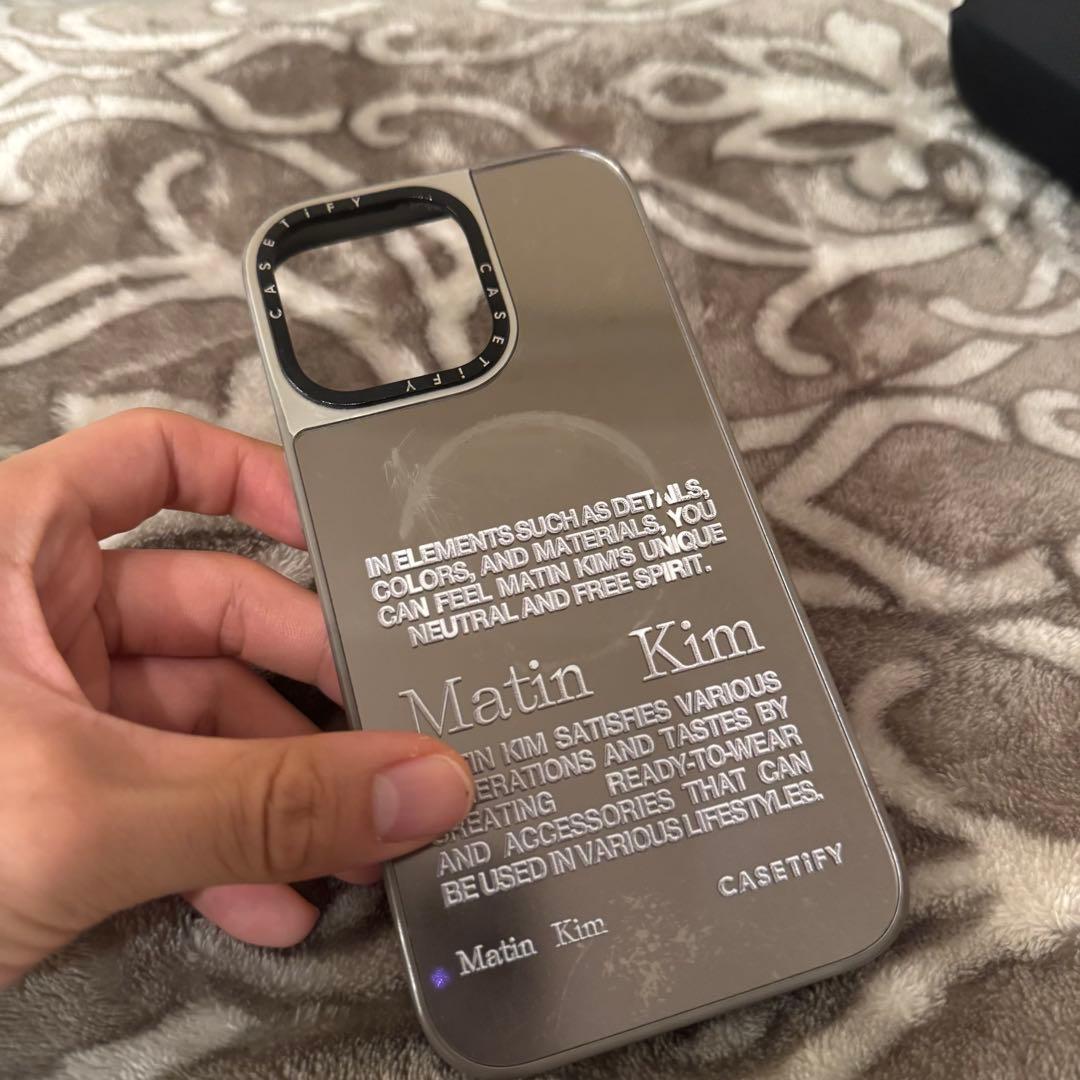 CASETiFY
CASETiFY
CASETiFY
IN ELEMENTS SUCH AS DETAILS,
COLORS, AND MATERIALS, YOU
CAN FEEL MATIN KIM'S UNIQUE
NEUTRAL AND FREE SPIRIT.
Matin Kim
KIM SATISFIES VARIOUS
AND TASTES BY
CREATING READY-TO-WEAR
AND ACCESSORIES THAT CAN
BE USED IN VARIOUS LIFESTYLES.
CASETiFY
Matin Kim